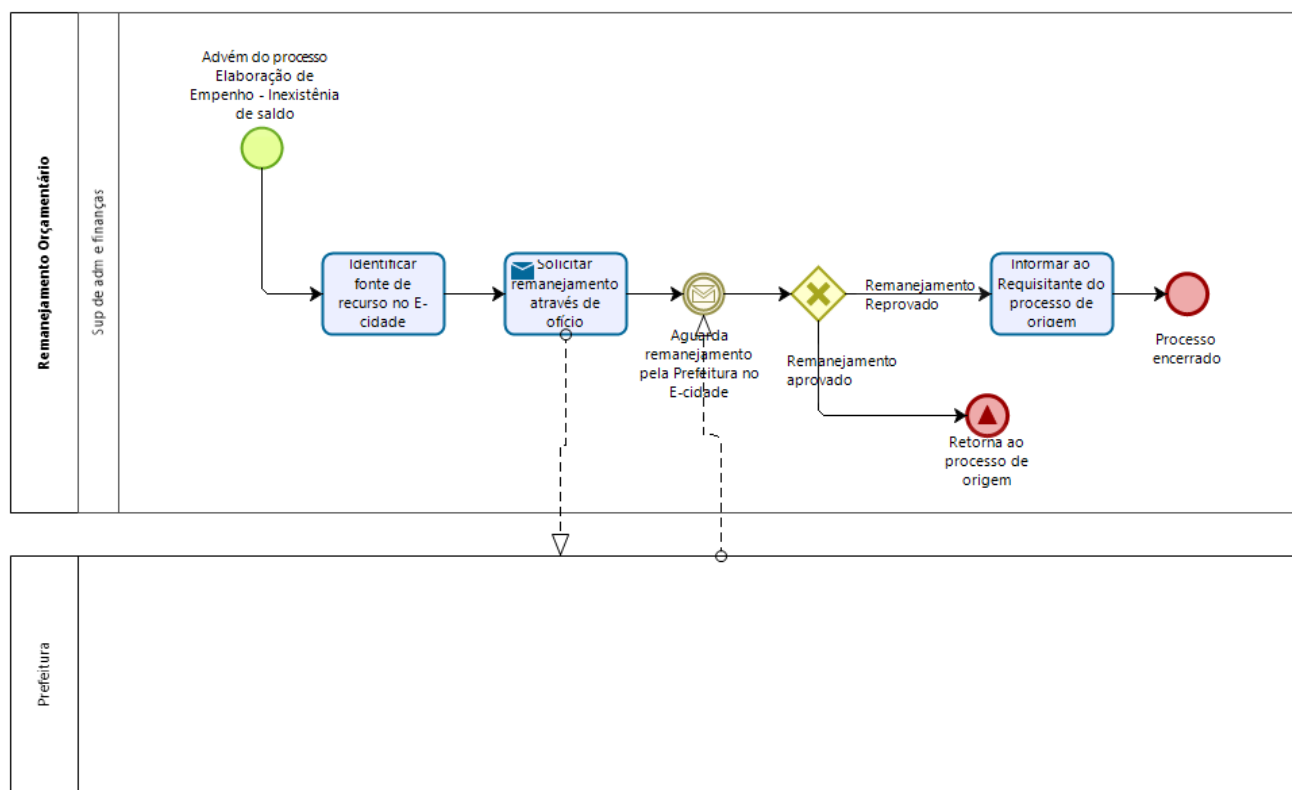 Remanejamento Orçamentário
Sup de adm e finanças
Advém do processo
Elaboração de
Empenho - Inexistênia
de saldo
Identificar
fonte de
recurso no E-
cidade
Solicitar
remanejamento
através de
ofício
Aguarda
remanejamento
pela Prefeitura no
E-cidade
Remanejamento
Reprovado
Remanejamento
aprovado
Informar ao
Requisitante do
processo de
origem
Processo
encerrado
Retorna ao
processo de
origem
Prefeitura